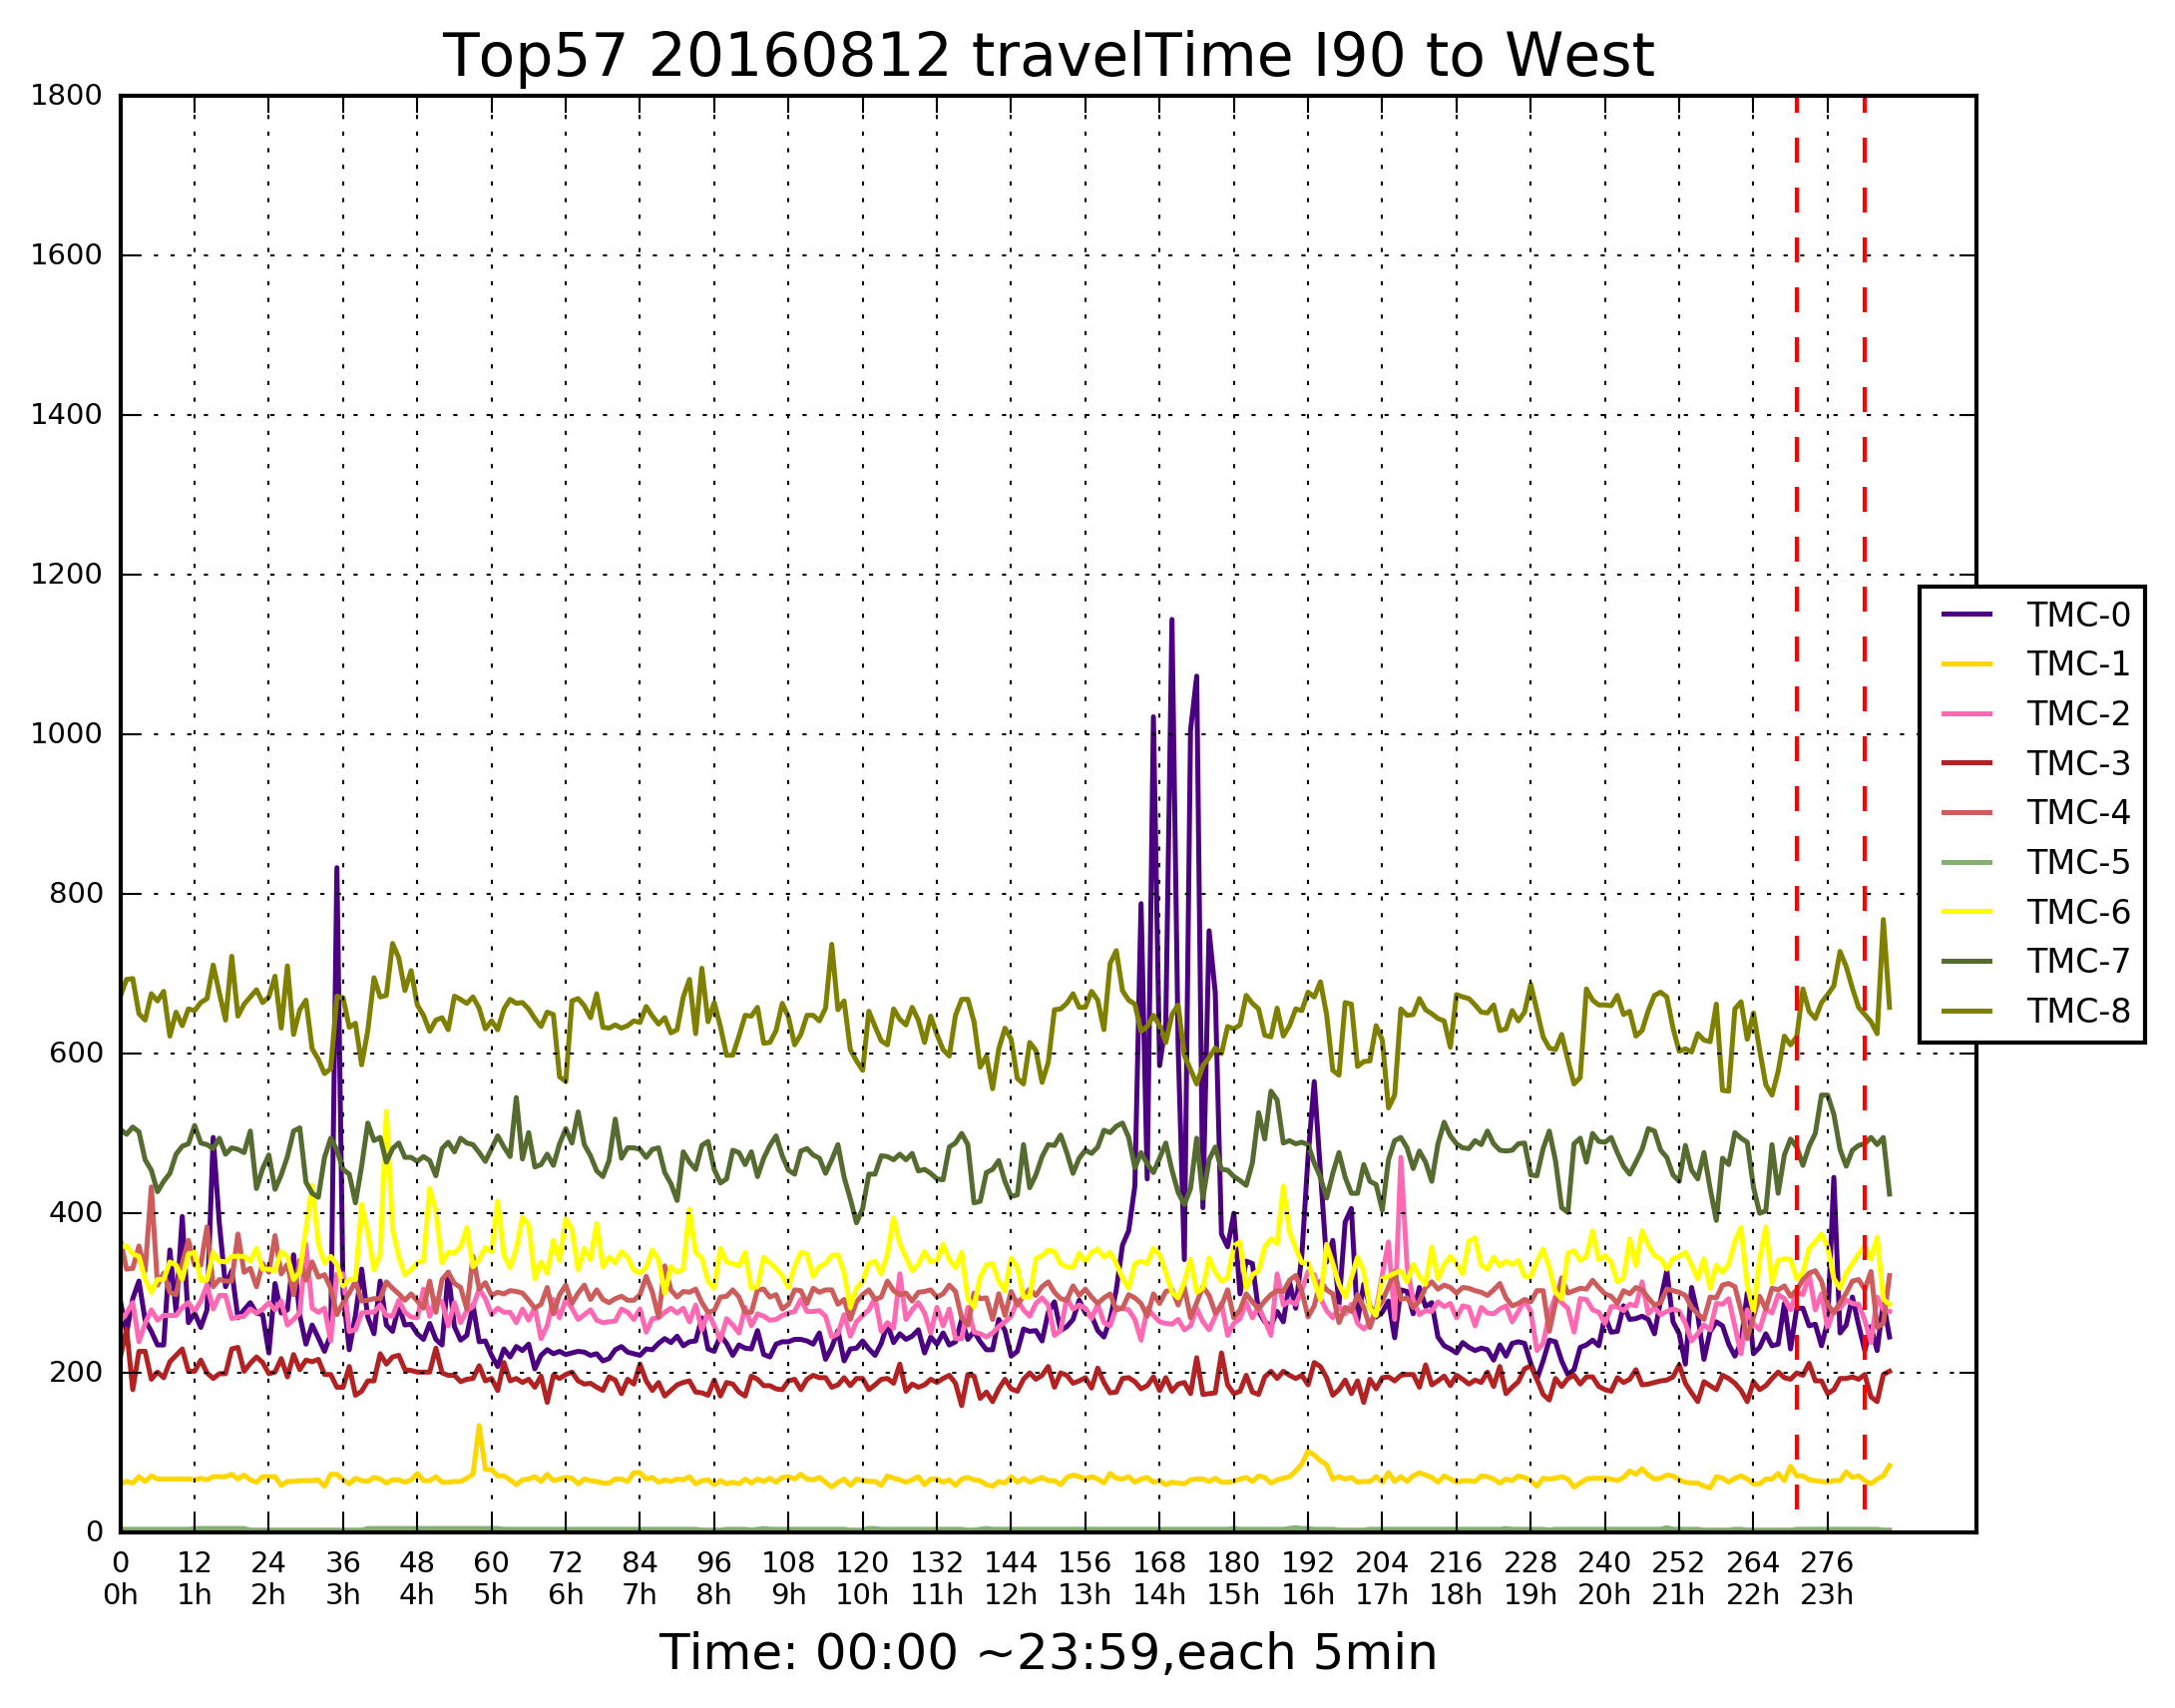 Top57 20160812 travelTime I90 to West
1800
1600
1400
1200
1000
800
600
400
200
0
TMC-0
TMC-1
TMC-2
TMC-3
TMC-4
TMC-5
TMC-6
TMC-7
TMC-8
0 12 24 36 48 60 72 84 96 108 120 132 144 156 168 180 192 204 216 228 240 252 264 276
0h 1h 2h 3h 4h 5h 6h 7h 8h 9h 10h 11h 12h 13h 14h 15h 16h 17h 18h 19h 20h 21h 22h 23h
Time: 00:00 ~23:59,each 5min